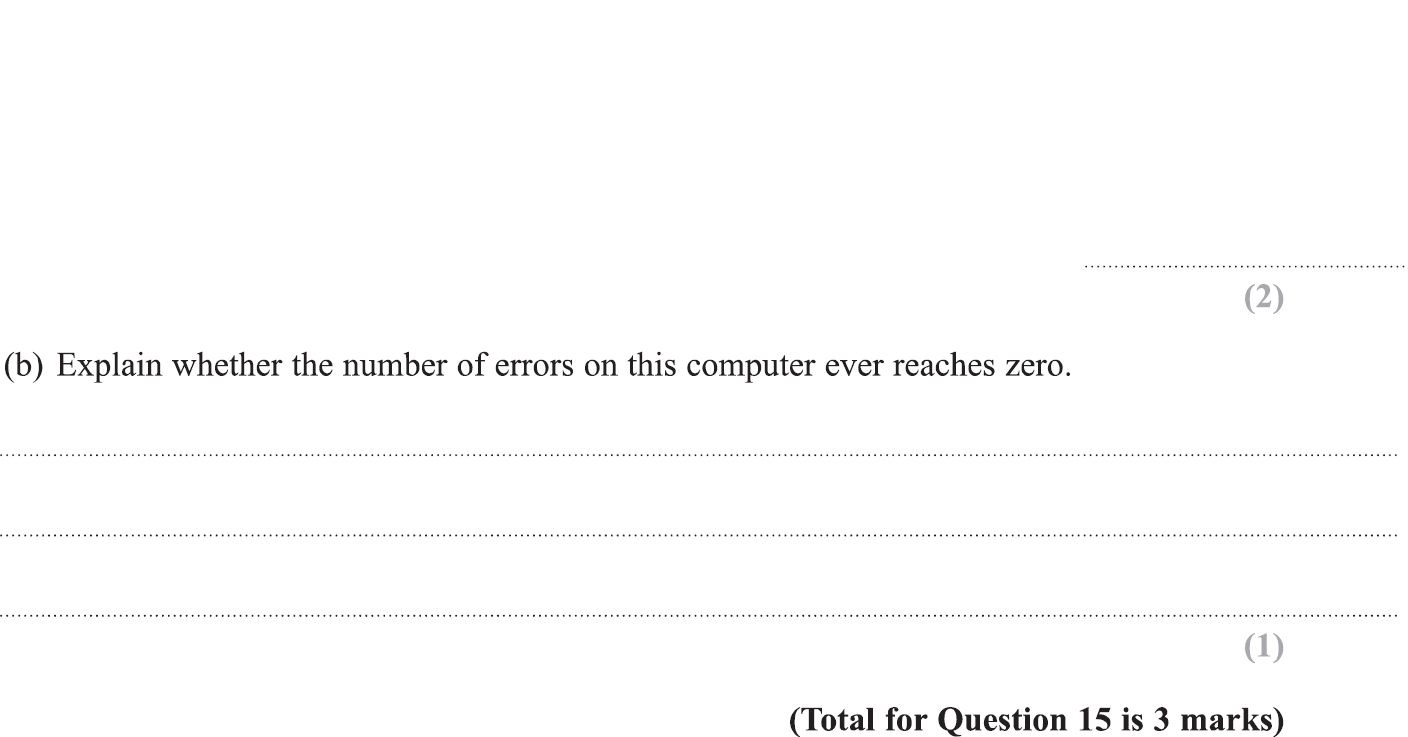 (2)
(b) Explain whether the number of errors on this computer ever reaches zero.
(1)
(Total for Question 15 is 3 marks)